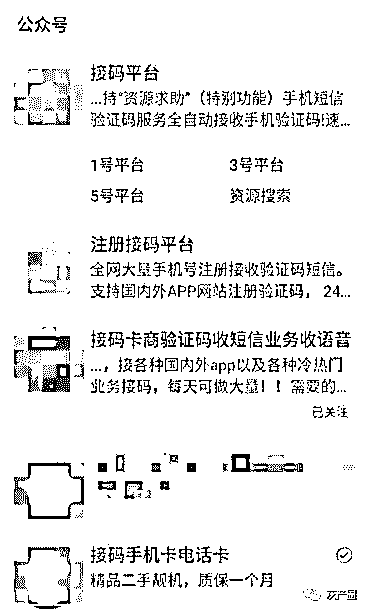 公众号
接码平台
...待“资源求助”（特别功能）手机短信
验证码服务全自动接收手机验证码!速...
1号平台 3号平台
5号平台 资源搜索
注册接码平台
全网大量手机号注册接收验证码短信。
支持国内外APP网站注册验证码， 24...
接码卡商验证码收短信业务收语音
...，接各种国内外app以及各种冷热门
业务接码，每天可做大量！！需要的...
已关注
接码手机卡电话卡
精品二手靓机，质保一个月